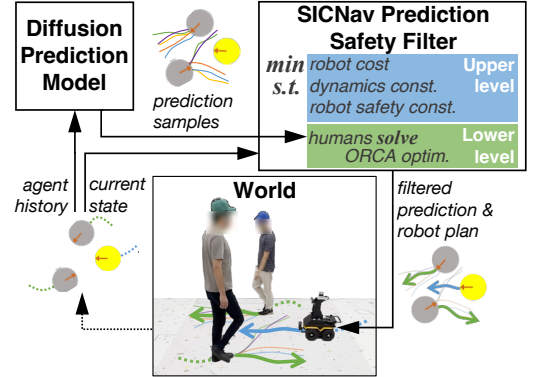 Diffusion
Prediction
Model
prediction
samples
SICNav Prediction
Safety Filter
min robot cost
s.t. dynamics const.
robot safety const.
Upper
level
humans solve
ORCA optim.
Lower
level
agent
history
current
state
World
filtered
prediction &
robot plan